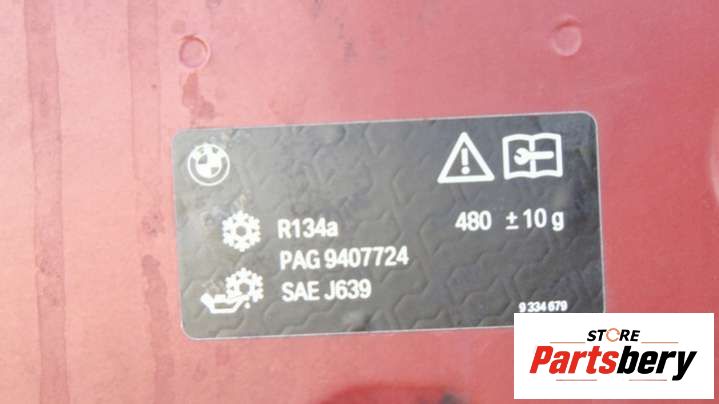 R134a 480 ±10 g
PAG 9407724
SAE J639
9 334 679
STORE
Partsbery